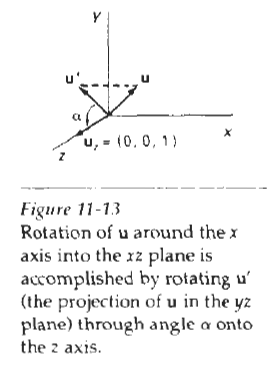 y
u'
u
α
u_z = (0, 0, 1)
x
z
Figure 11-13
Rotation of u around the x
axis into the xz plane is
accomplished by rotating u'
(the projection of u in the yz
plane) through angle α onto
the z axis.